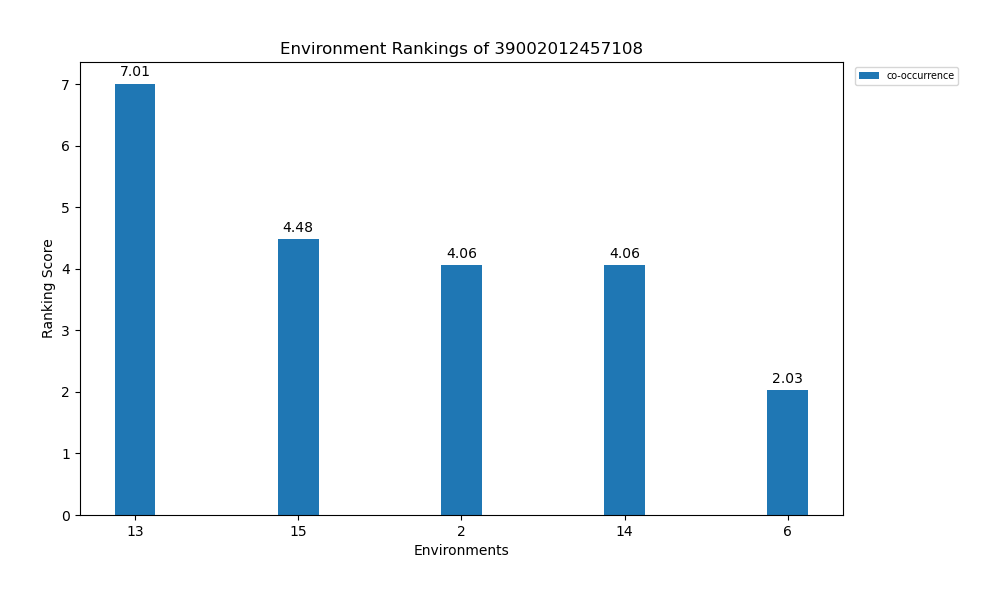 Environment Rankings of 39002012457108
co-occurrence
Ranking Score
7
6
5
4
3
2
1
0
7.01
4.48
4.06
4.06
2.03
13 15 2 14 6
Environments